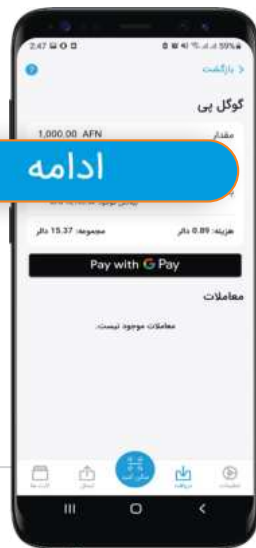 2:47
59%
بازگشت
گوگل پی
مقدار
1,000.00 AFN
ادامه
هزینه: 0.89 دالر
مجموعه: 15.37 دالر
Pay with G Pay
معاملات
معاملات موجود نیست.